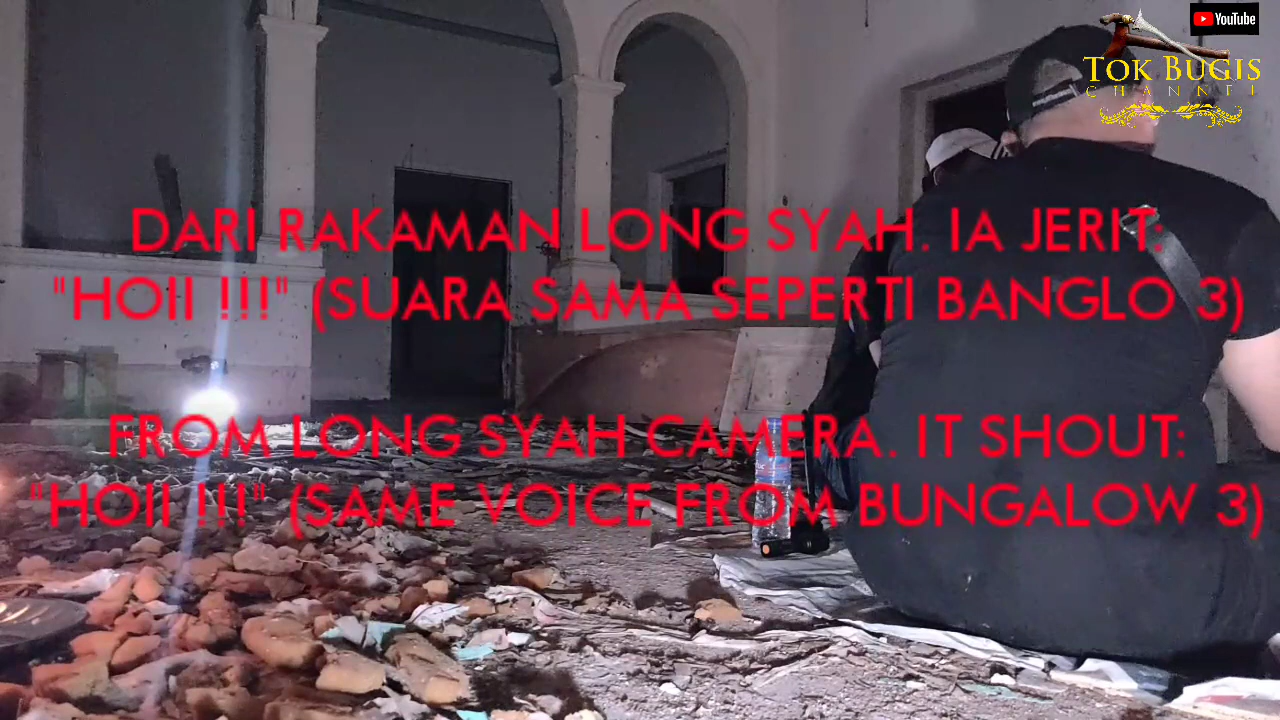 YouTube
TOK BUGIS
CHANNEL
DARI RAKAMAN LONG SYAH. IA JERIT:
"HOII !!!" (SUARA SAMA SEPERTI BANGLO 3)
FROM LONG SYAH CAMERA. IT SHOUT:
"HOII !!!" (SAME VOICE FROM BUNGALOW 3)